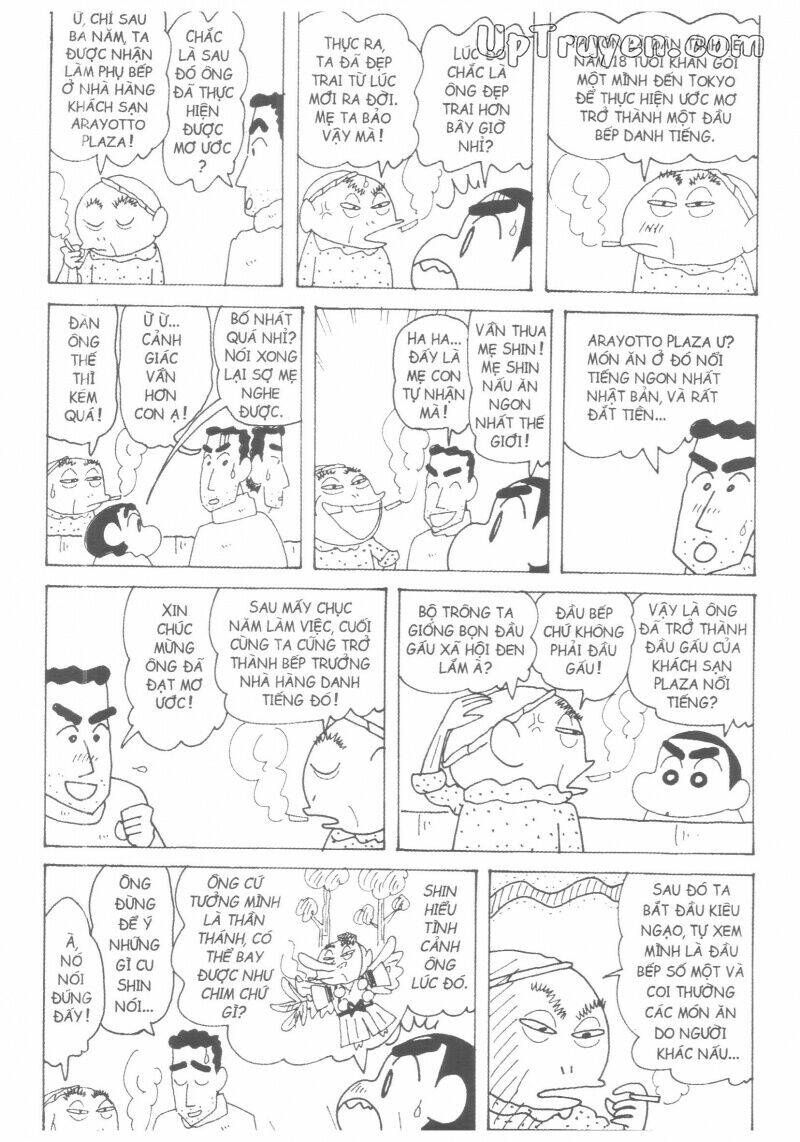 UpTruyen.com
NĂM 18 TUỔI KHĂN GÓI
MỘT MÌNH ĐẾN TOKYO
ĐỂ THỰC HIỆN ƯỚC MƠ
TRỞ THÀNH MỘT ĐẦU
BẾP DANH TIẾNG.
LÚC ĐÓ
CHẮC LÀ
ÔNG ĐẸP
TRAI HƠN
BÂY GIỜ
NHỈ?
THỰC RA,
TA ĐÃ ĐẸP
TRAI TỪ LÚC
MỚI RA ĐỜI.
MẸ TA BẢO
VẬY MÀ!
CHẮC
LÀ SAU
ĐÓ ÔNG
ĐÃ THỰC
HIỆN
ĐƯỢC
MƠ ƯỚC
?
Ừ, CHỈ SAU
BA NĂM, TA
ĐƯỢC NHẬN
LÀM PHỤ BẾP
Ở NHÀ HÀNG
KHÁCH SẠN
ARAYOTTO
PLAZA!
ARAYOTTO PLAZA Ư?
MÓN ĂN Ở ĐÓ NỔI
TIẾNG NGON NHẤT
NHẬT BẢN, VÀ RẤT
ĐẮT TIỀN...
VẪN THUA
MẸ SHIN!
MẸ SHIN
NẤU ĂN
NGON
NHẤT THẾ
GIỚI!
HA HA...
ĐẤY LÀ
MẸ CON
TỰ NHẬN
MÀ!
BỐ NHÁT
QUÁ NHỈ?
NÓI XONG
LẠI SỢ MẸ
NGHE
ĐƯỢC.
Ừ Ừ...
CẢNH
GIÁC
VẪN HƠN
CON Ạ!
ĐÀN
ÔNG
THẾ
THÌ
KÉM
QUÁ!
VẬY LÀ ÔNG
ĐÃ TRỞ THÀNH
ĐẦU GẤU CỦA
KHÁCH SẠN
PLAZA NỔI
TIẾNG?
ĐẦU BẾP
CHỨ KHÔNG
PHẢI ĐẦU
GẤU!
BỘ TRÔNG TA
GIỐNG BỌN ĐẦU
GẤU XÃ HỘI ĐEN
LẮM À?
SAU MẤY CHỤC
NĂM LÀM VIỆC, CUỐI
CÙNG TA CŨNG TRỞ
THÀNH BẾP TRƯỞNG
NHÀ HÀNG DANH
TIẾNG ĐÓ!
XIN
CHÚC
MỪNG
ÔNG ĐÃ
ĐẠT MƠ
ƯỚC!
SAU ĐÓ TA
BẮT ĐẦU KIÊU
NGẠO, TỰ XEM
MÌNH LÀ ĐẦU
BẾP SỐ MỘT VÀ
COI THƯỜNG
CÁC MÓN ĂN
DO NGƯỜI
KHÁC NẤU...
SHIN
HIỂU
TÌNH
CẢNH
ÔNG
LÚC ĐÓ.
ÔNG CỨ
TƯỞNG MÌNH
LÀ THẦN
THÁNH, CÓ
THỂ BAY
ĐƯỢC NHƯ
CHIM CHỨ
GÌ?
ÔNG
ĐỪNG
ĐỂ Ý
NHỮNG
GÌ CU
SHIN
NÓI...
À,
NÓ
NÓI
ĐÚNG
ĐẤY!